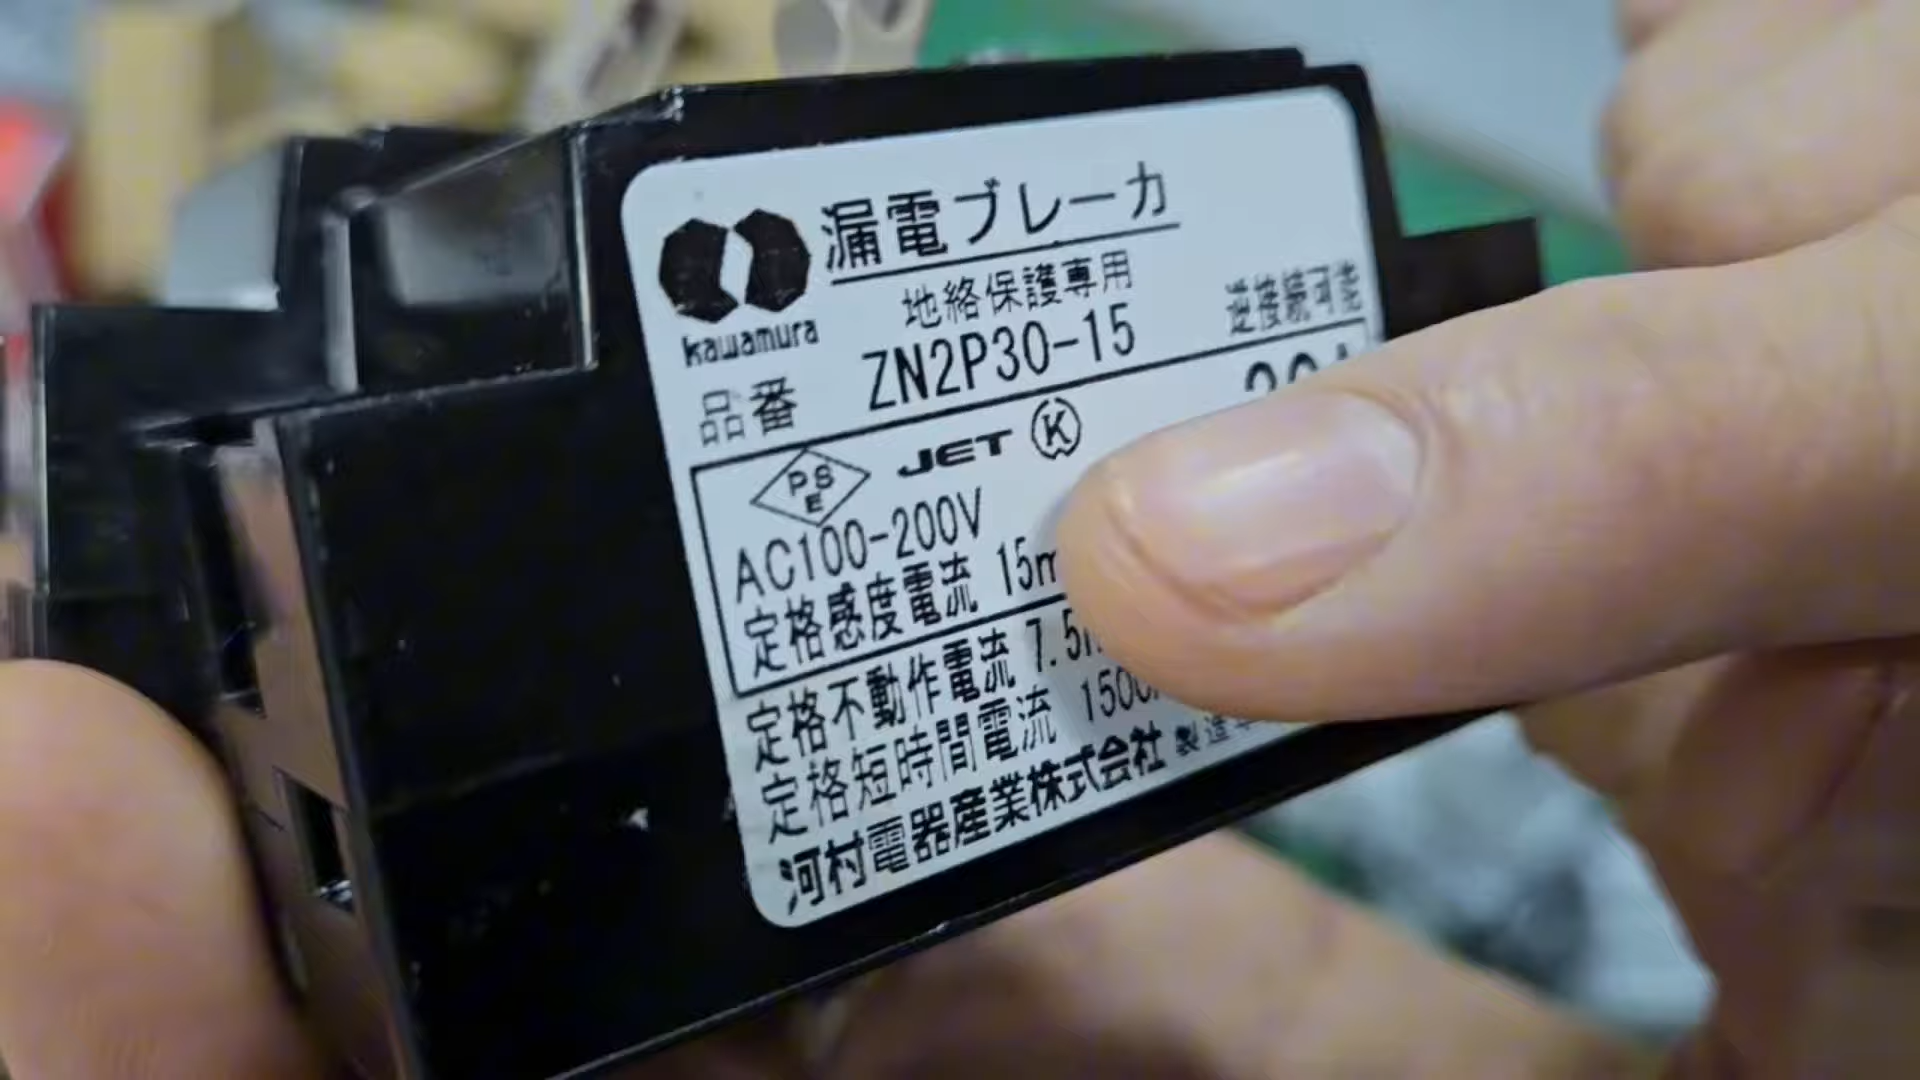 漏電ブレーカ
kawamura
地絡保護専用
逆接続可能
品番 ZN2P30-15
PSE JET K
AC100-200V
定格感度電流 15m
定格不動作電流 7.5
定格短時間電流 1500
河村電器産業株式会社 製造